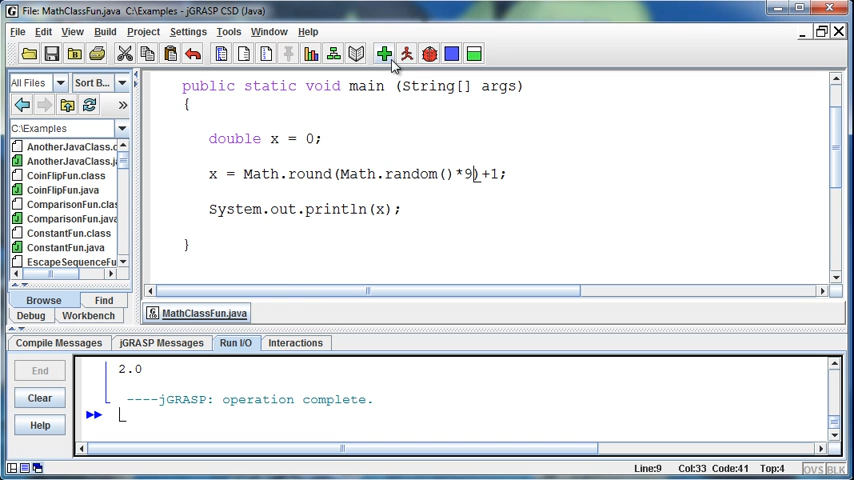 File: MathClassFun.java C:\Examples - jGRASP CSD (Java)
File Edit View Build Project Settings Tools Window Help
All Files Sort B...
C:\Examples
AnotherJavaClass.c
AnotherJavaClass.j
CoinFlipFun.class
CoinFlipFun.java
ComparisonFun.clas
ComparisonFun.java
ConstantFun.class
ConstantFun.java
EscapeSequenceFu
Browse Find
Debug Workbench
public static void main (String[] args)
{
double x = 0;
x = Math.round(Math.random()*9)+1;
System.out.println(x);
}
MathClassFun.java
Compile Messages jGRASP Messages Run I/O Interactions
End
Clear
Help
2.0
----jGRASP: operation complete.
Line:9 Col:33 Code:41 Top:4 OVS BLK